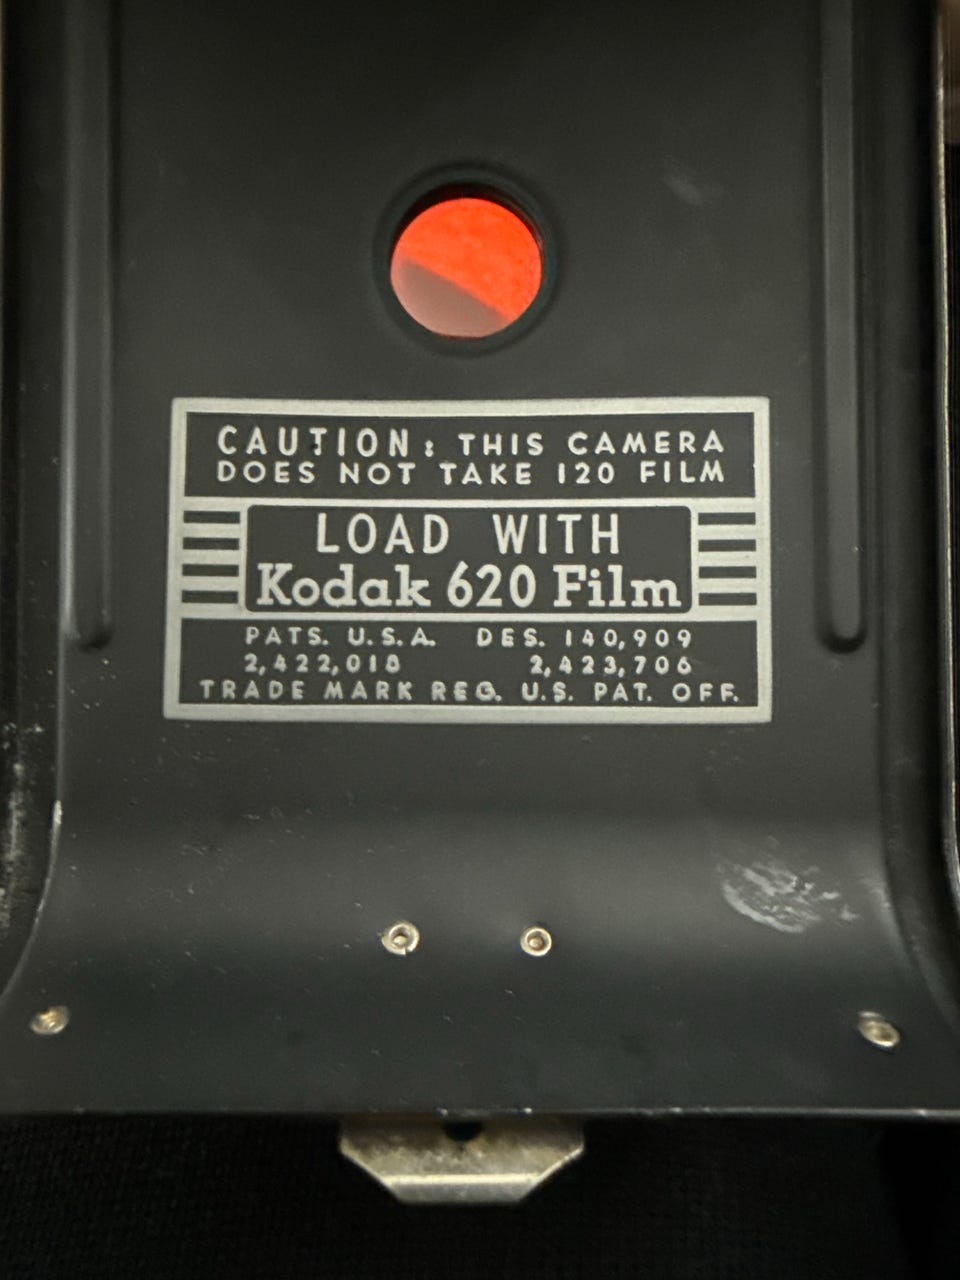 CAUTION: THIS CAMERA
DOES NOT TAKE 120 FILM
LOAD WITH
Kodak 620 Film
PATS. U.S.A. DES. 140,909
2,422,018 2,423,706
TRADE MARK REG. U.S. PAT. OFF.